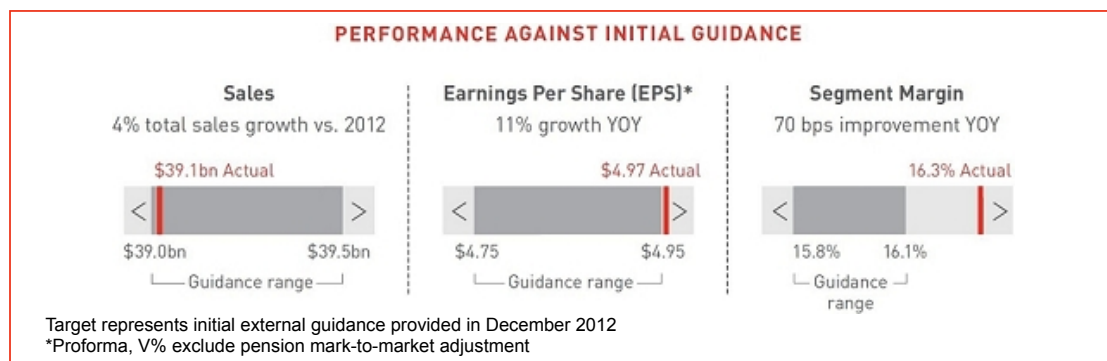 PERFORMANCE AGAINST INITIAL GUIDANCE
Sales
4% total sales growth vs. 2012
$39.1bn Actual
< >
$39.0bn $39.5bn
Guidance range
Earnings Per Share (EPS)*
11% growth YOY
$4.97 Actual
< >
$4.75 $4.95
Guidance range
Segment Margin
70 bps improvement YOY
16.3% Actual
< >
15.8% 16.1%
Guidance
range
Target represents initial external guidance provided in December 2012
*Proforma, V% exclude pension mark-to-market adjustment